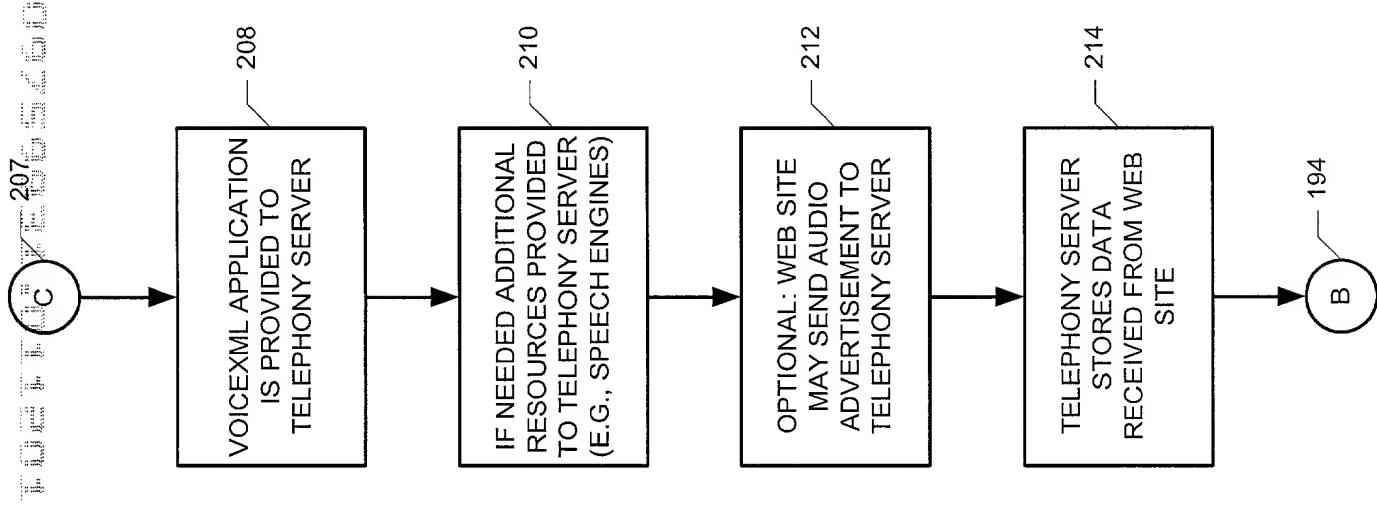 207
C
VOICEXML APPLICATION
IS PROVIDED TO
TELEPHONY SERVER
208
IF NEEDED ADDITIONAL
RESOURCES PROVIDED
TO TELEPHONY SERVER
(E.G., SPEECH ENGINES)
210
OPTIONAL: WEB SITE
MAY SEND AUDIO
ADVERTISEMENT TO
TELEPHONY SERVER
212
TELEPHONY SERVER
STORES DATA
RECEIVED FROM WEB
SITE
214
B
194